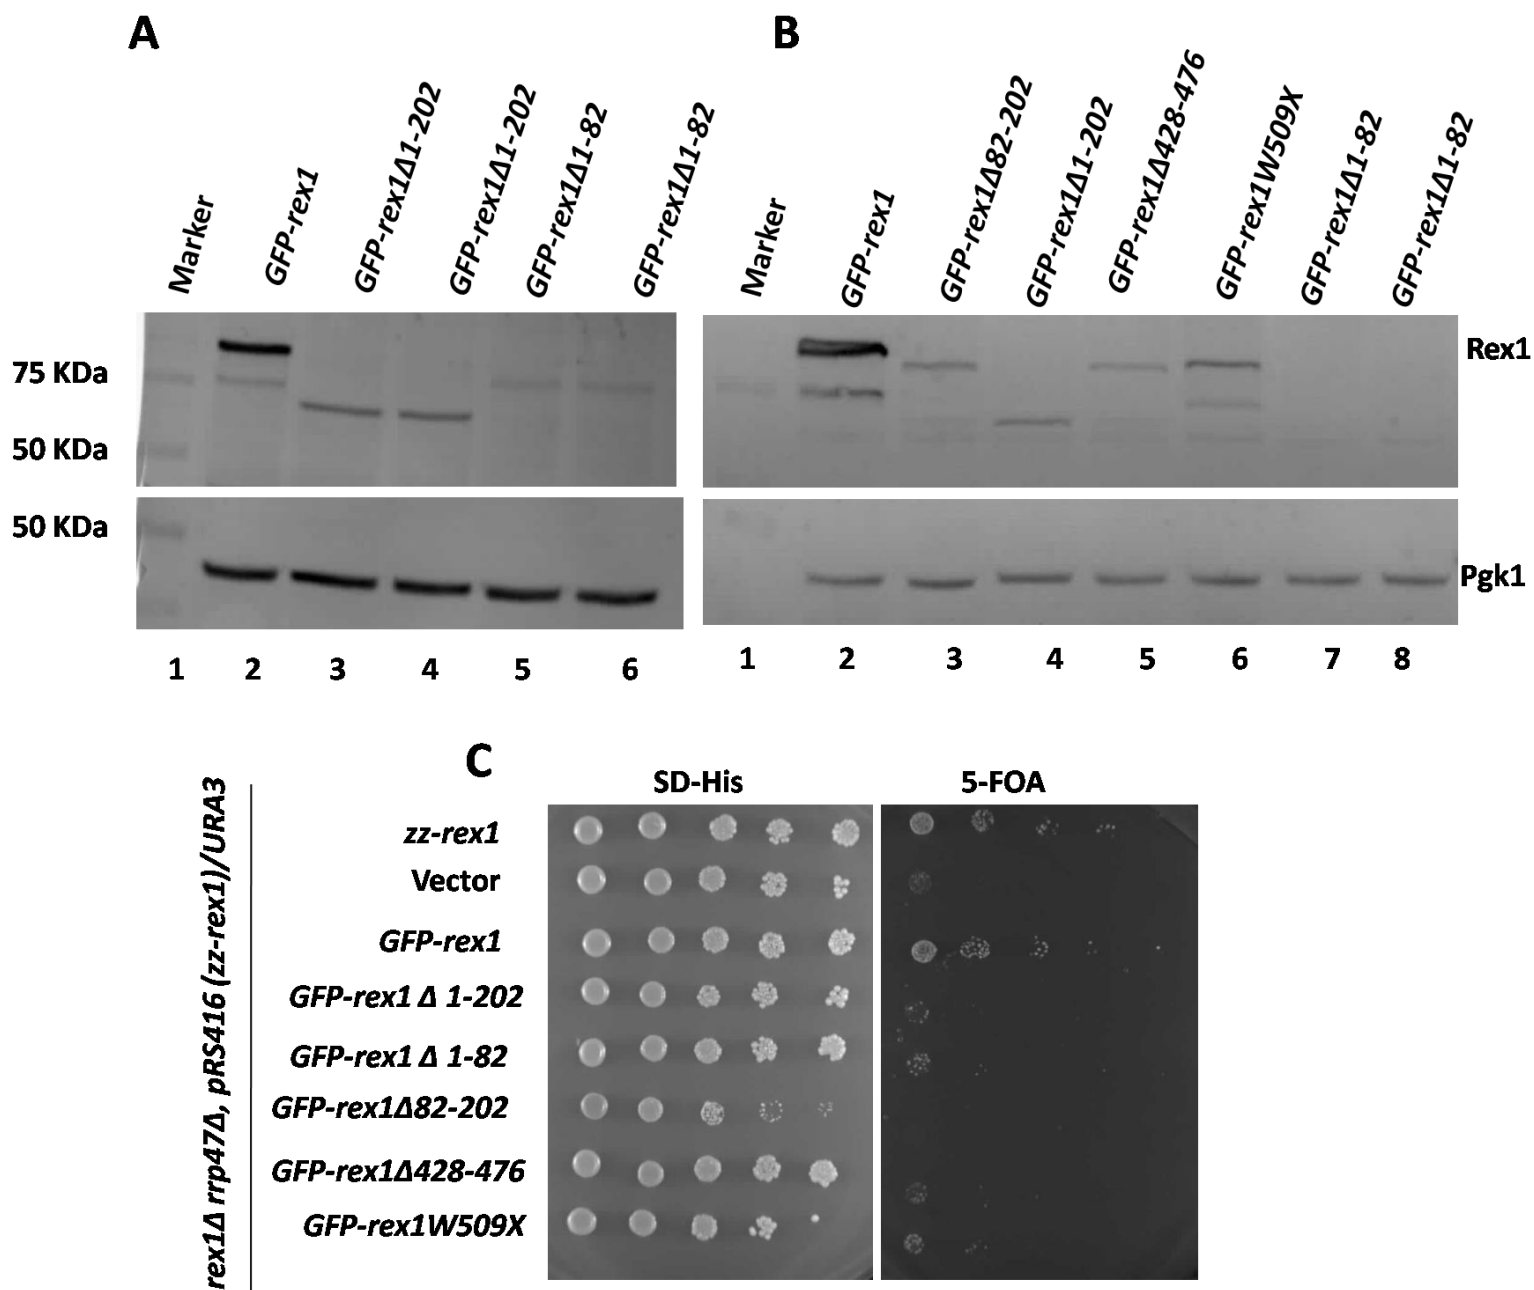 A
B
Marker
GFP-rex1
GFP-rex1Δ1-202
GFP-rex1Δ1-202
GFP-rex1Δ1-82
GFP-rex1Δ1-82
Marker
GFP-rex1
GFP-rex1Δ82-202
GFP-rex1Δ1-202
GFP-rex1Δ428-476
GFP-rex1W509X
GFP-rex1Δ1-82
GFP-rex1Δ1-82
75 KDa
50 KDa
50 KDa
Rex1
Pgk1
1 2 3 4 5 6
1 2 3 4 5 6 7 8
C
SD-His
5-FOA
rex1Δ rrp47Δ, pRS416 (zz-rex1)/URA3
zz-rex1
Vector
GFP-rex1
GFP-rex1 Δ 1-202
GFP-rex1 Δ 1-82
GFP-rex1Δ82-202
GFP-rex1Δ428-476
GFP-rex1W509X